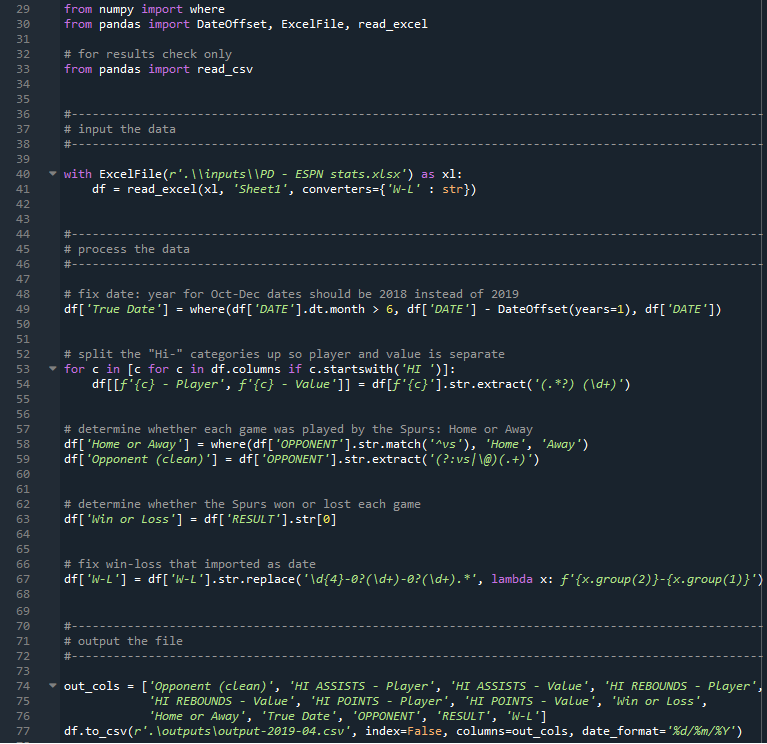 29 from numpy import where
30 from pandas import DateOffset, ExcelFile, read_excel
31
32 # for results check only
33 from pandas import read_csv
34
35
36 #---------------------------------------------------------------------------------------------------
37 # input the data
38 #---------------------------------------------------------------------------------------------------
39
40 with ExcelFile(r'.\\inputs\\PD - ESPN stats.xlsx') as xl:
41     df = read_excel(xl, 'Sheet1', converters={'W-L' : str})
42
43
44 #---------------------------------------------------------------------------------------------------
45 # process the data
46 #---------------------------------------------------------------------------------------------------
47
48 # fix date: year for Oct-Dec dates should be 2018 instead of 2019
49 df['True Date'] = where(df['DATE'].dt.month > 6, df['DATE'] - DateOffset(years=1), df['DATE'])
50
51
52 # split the "Hi-" categories up so player and value is separate
53 for c in [c for c in df.columns if c.startswith('HI ')]:
54     df[[f'{c} - Player', f'{c} - Value']] = df[f'{c}'].str.extract('(.*?) (\d+)')
55
56
57 # determine whether each game was played by the Spurs: Home or Away
58 df['Home or Away'] = where(df['OPPONENT'].str.match('^vs'), 'Home', 'Away')
59 df['Opponent (clean)'] = df['OPPONENT'].str.extract('(?:vs|\@)(.+)')
60
61
62 # determine whether the Spurs won or lost each game
63 df['Win or Loss'] = df['RESULT'].str[0]
64
65
66 # fix win-loss that imported as date
67 df['W-L'] = df['W-L'].str.replace('\d{4}-0?(\d+)-0?(\d+).*', lambda x: f'{x.group(2)}-{x.group(1)}')
68
69
70 #---------------------------------------------------------------------------------------------------
71 # output the file
72 #---------------------------------------------------------------------------------------------------
73
74 out_cols = ['Opponent (clean)', 'HI ASSISTS - Player', 'HI ASSISTS - Value', 'HI REBOUNDS - Player',
75             'HI REBOUNDS - Value', 'HI POINTS - Player', 'HI POINTS - Value', 'Win or Loss',
76             'Home or Away', 'True Date', 'OPPONENT', 'RESULT', 'W-L']
77 df.to_csv(r'.\outputs\output-2019-04.csv', index=False, columns=out_cols, date_format='%d/%m/%Y')